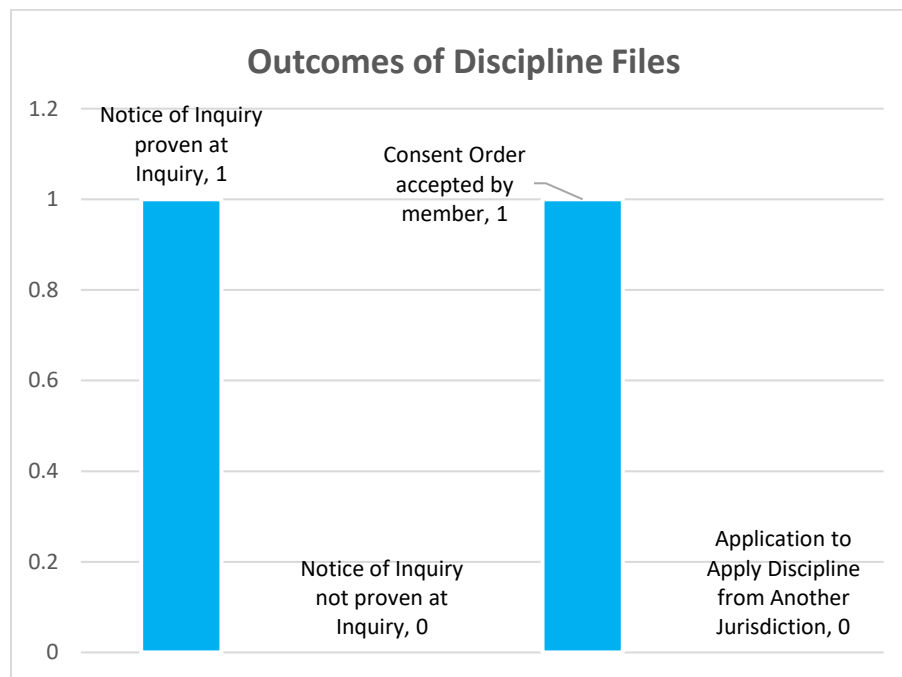 Outcomes of Discipline Files
1.2
1
0.8
0.6
0.4
0.2
0
Notice of Inquiry
proven at
Inquiry, 1
Notice of Inquiry
not proven at
Inquiry, 0
Consent Order
accepted by
member, 1
Application to
Apply Discipline
from Another
Jurisdiction, 0